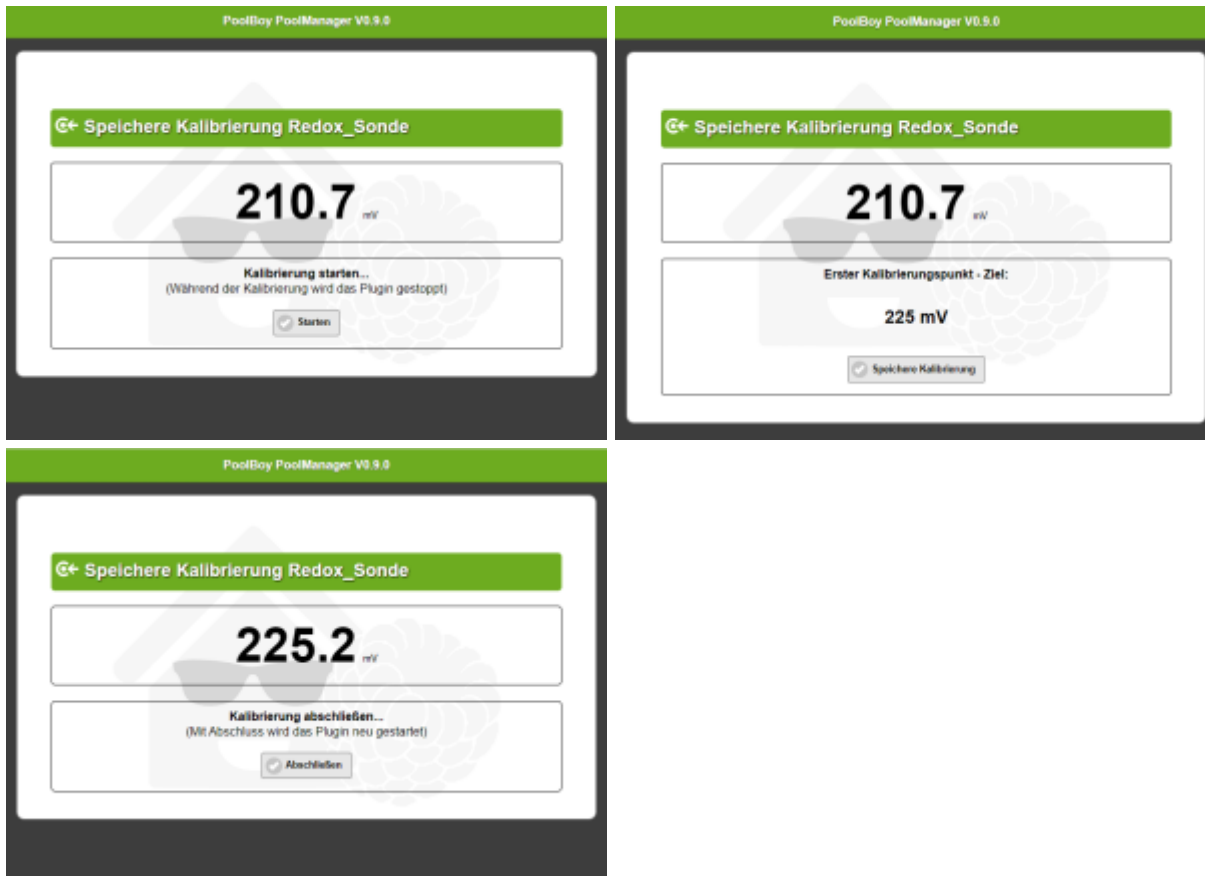 PoolBoy PoolManager V0.9.0
Speichere Kalibrierung Redox_Sonde
210.7 mV
Kalibrierung starten...
(Während der Kalibrierung wird das Plugin gestoppt)
Starten
PoolBoy PoolManager V0.9.0
Speichere Kalibrierung Redox_Sonde
210.7 mV
Erster Kalibrierungspunkt - Ziel:
225 mV
Speichere Kalibrierung
PoolBoy PoolManager V0.9.0
Speichere Kalibrierung Redox_Sonde
225.2 mV
Kalibrierung abschließen...
(Mit Abschluss wird das Plugin neu gestartet)
Abschließen